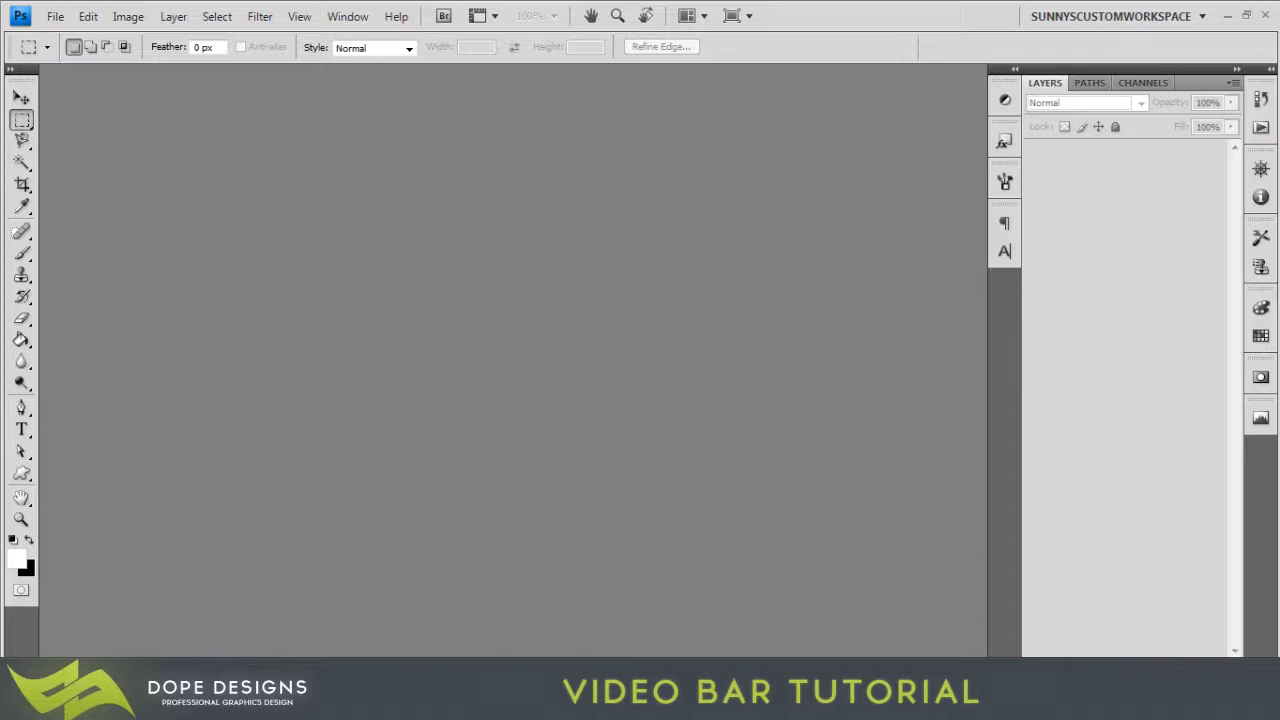 Ps File Edit Image Layer Select Filter View Window Help Br 100% SUNNYSCUSTOMWORKSPACE
Feather: 0 px Anti-alias Style: Normal Width: Height: Refine Edge...
LAYERS PATHS CHANNELS
Normal Opacity: 100%
Lock: Fill: 100%
fx
A
T
DOPE DESIGNS
PROFESSIONAL GRAPHICS DESIGN
VIDEO BAR TUTORIAL